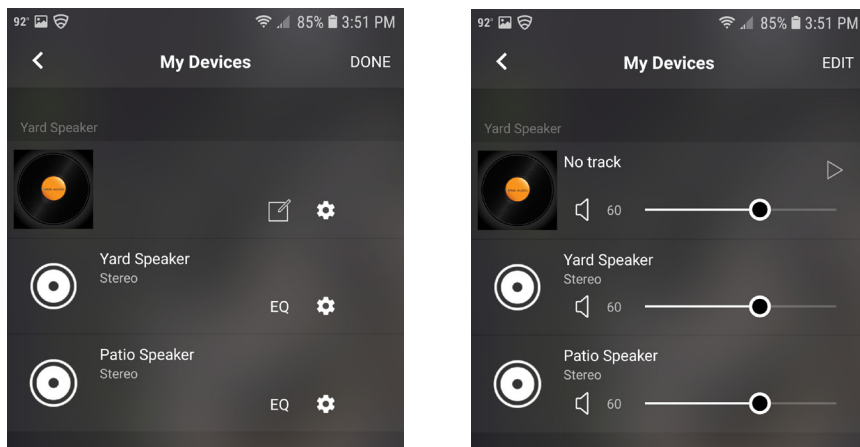 92° 85% 3:51 PM
My Devices DONE
Yard Speaker
Yard Speaker
Stereo
EQ
Patio Speaker
Stereo
EQ
92° 85% 3:51 PM
My Devices EDIT
Yard Speaker
No track
60
Yard Speaker
Stereo
60
Patio Speaker
Stereo
60